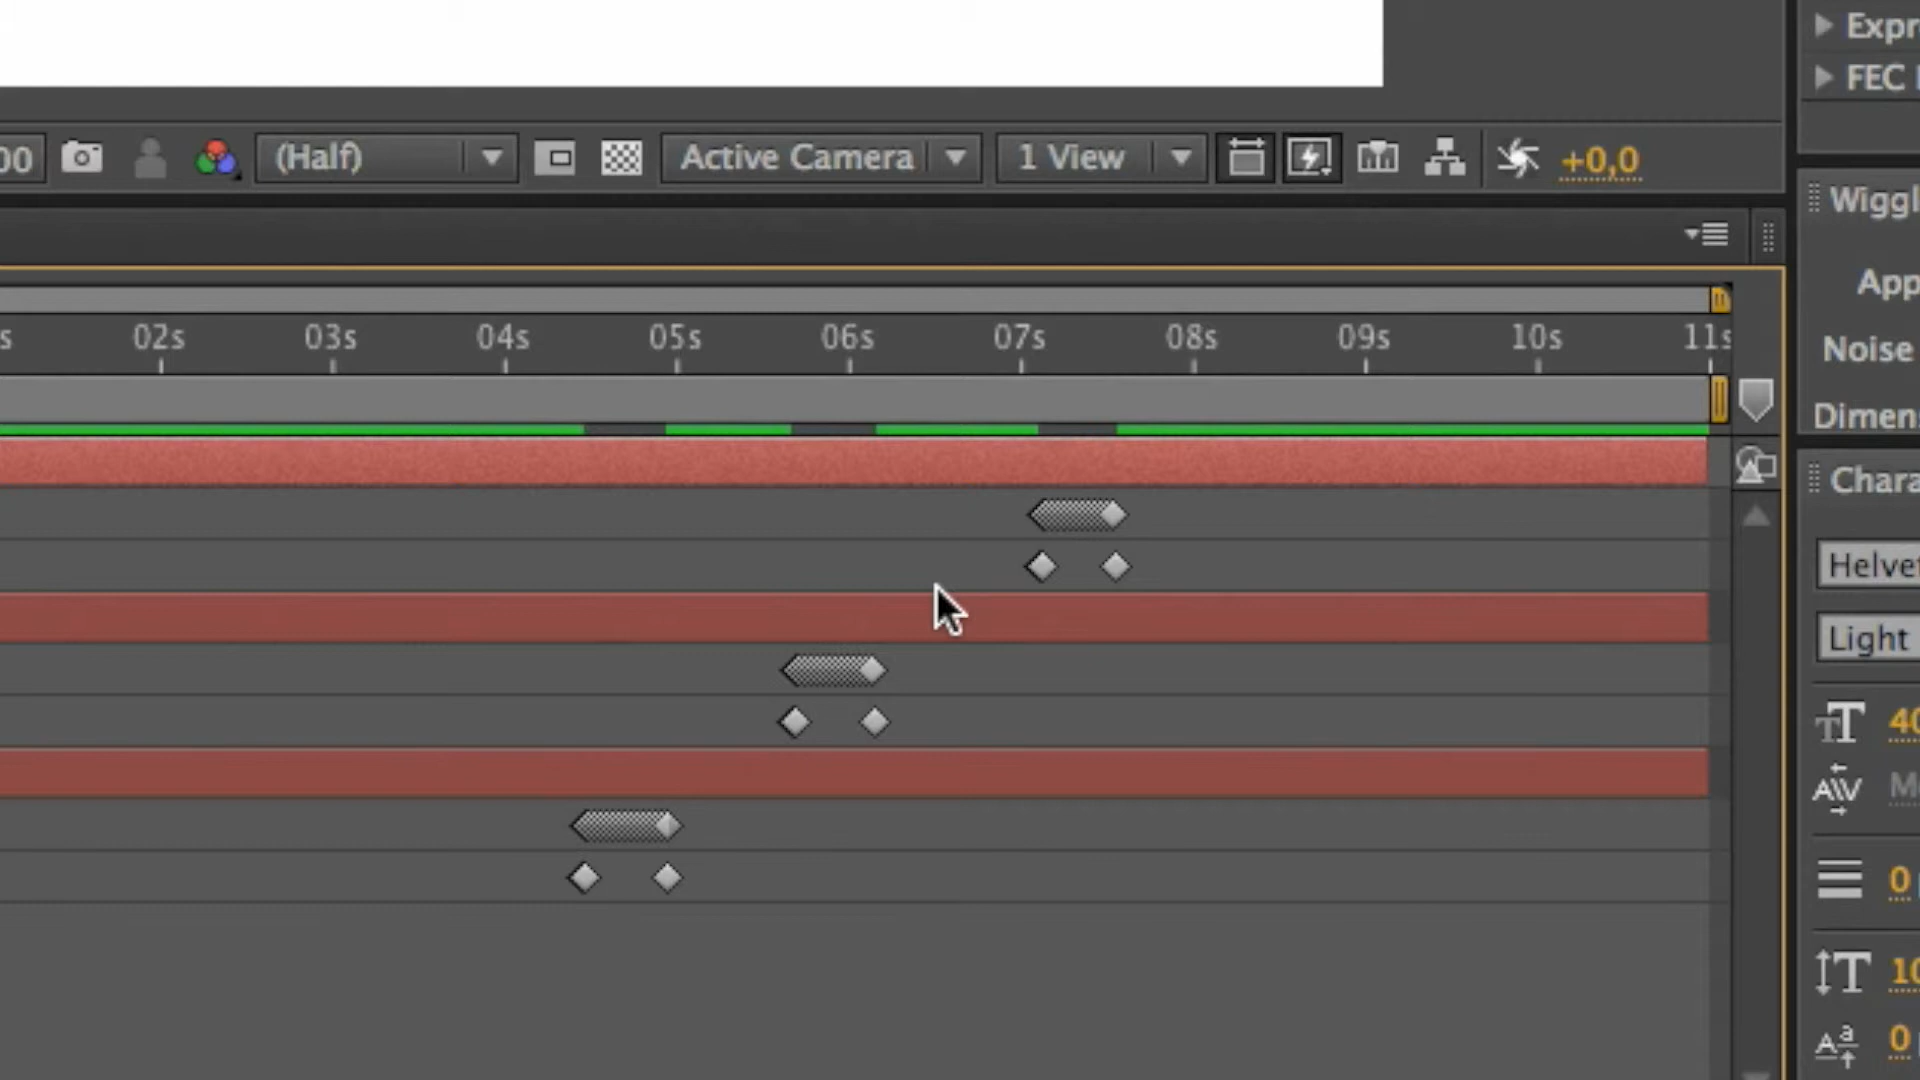 Expr
FEC
00
(Half)
Active Camera
1 View
+0,0
Wiggl
s
02s
03s
04s
05s
06s
07s
08s
09s
10s
11s
App
Noise
Dimen
Chara
Helve
Light
40
M
0
10
0